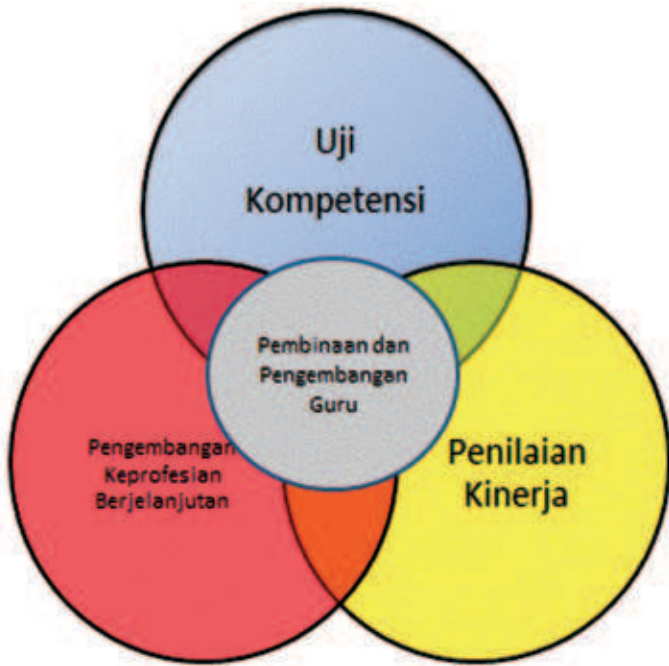 Uji
Kompetensi
Pembinaan dan
Pengembangan
Guru
Pengembangan
Keprofesian
Berjelanjutan
Penilaian
Kinerja